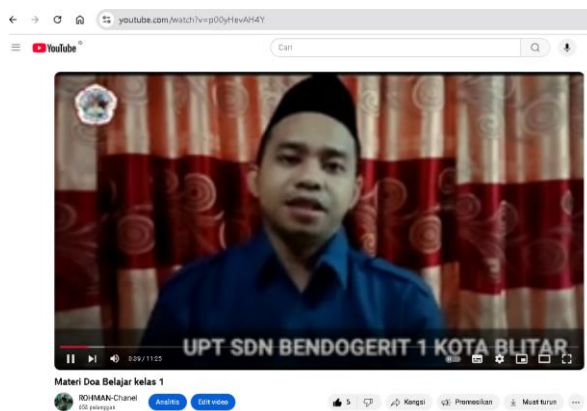 youtube.com/watch?v=p00yHevAH4Y
YouTube
Cari
UPT SDN BENDOGERIT 1 KOTA BLITAR
0:39 / 11:25
Materi Doa Belajar kelas 1
ROHMAN-Chanel
Analitis
Edit video
5
Kongsi
Promosikan
Muat turun